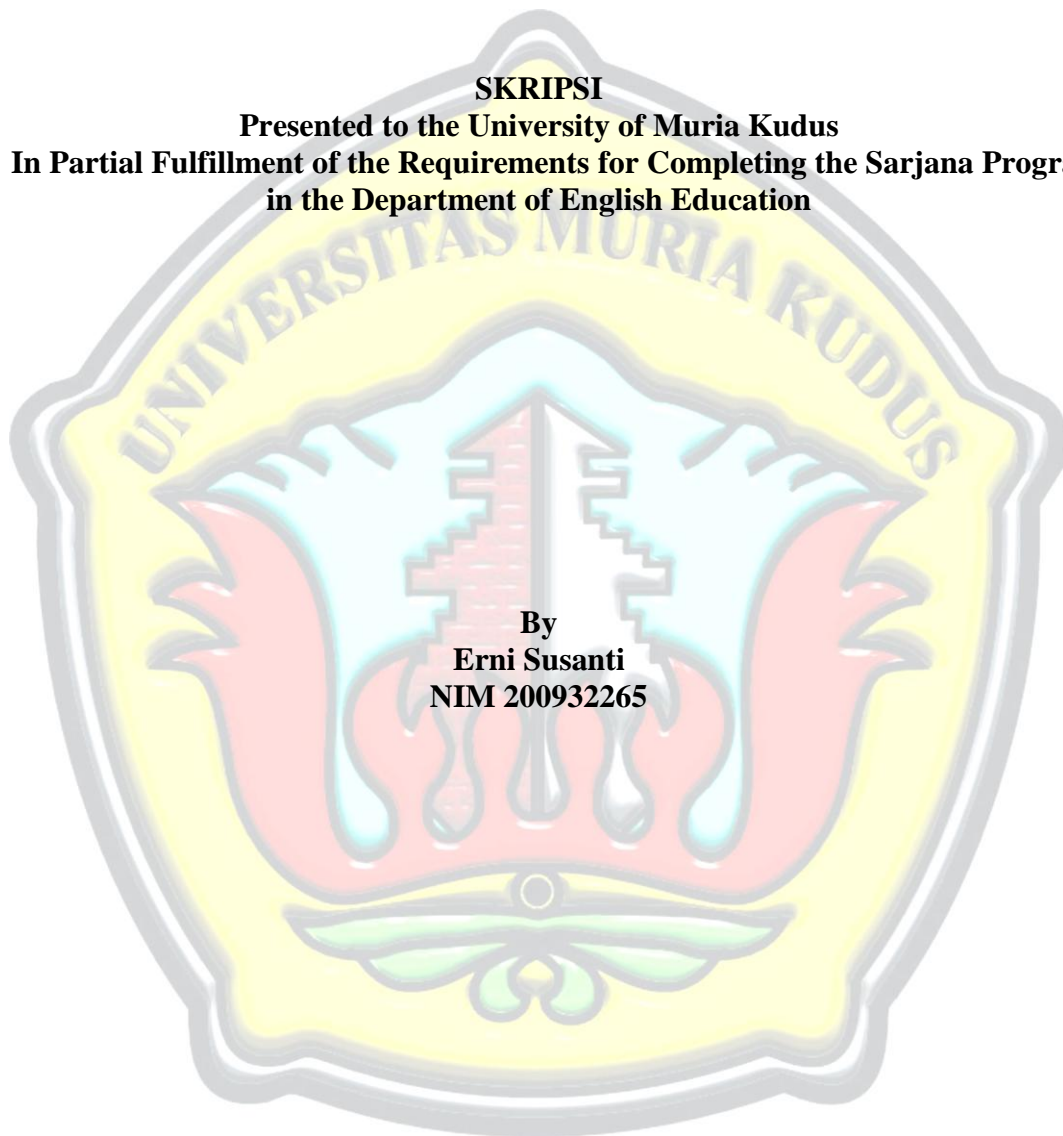 SKRIPSI
Presented to the University of Muria Kudus
In Partial Fulfillment of the Requirements for Completing the Sarjana Progr
in the Department of English Education
UNIVERSITAS MURIA KUDUS
By
Erni Susanti
NIM 200932265